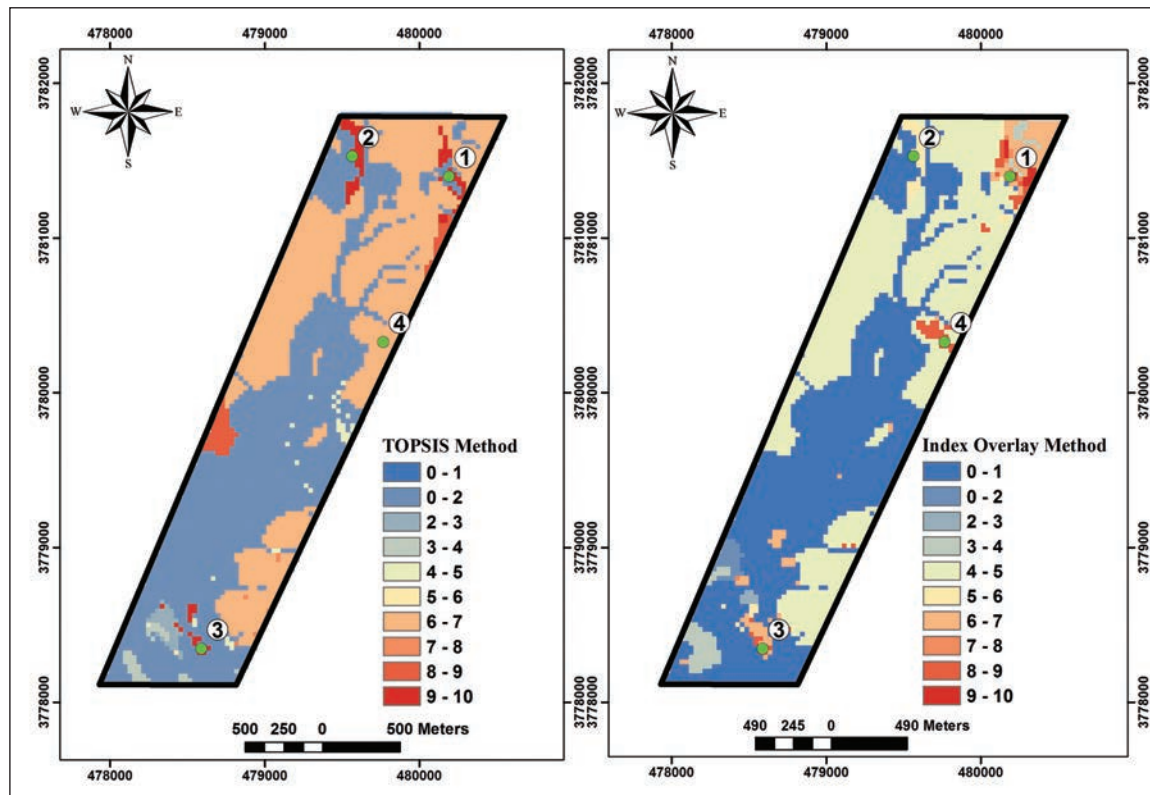 478000 479000 480000
3782000
3781000
3780000
3779000
3778000
N
W E
S
2
1
4
3
TOPSIS Method
0 - 1
0 - 2
2 - 3
3 - 4
4 - 5
5 - 6
6 - 7
7 - 8
8 - 9
9 - 10
500 250 0 500 Meters
478000 479000 480000
478000 479000 480000
3782000
3781000
3780000
3779000
3778000
N
W E
S
2
1
4
3
Index Overlay Method
0 - 1
0 - 2
2 - 3
3 - 4
4 - 5
5 - 6
6 - 7
7 - 8
8 - 9
9 - 10
490 245 0 490 Meters
3782000
3781000
3780000
3779000
3778000
478000 479000 480000